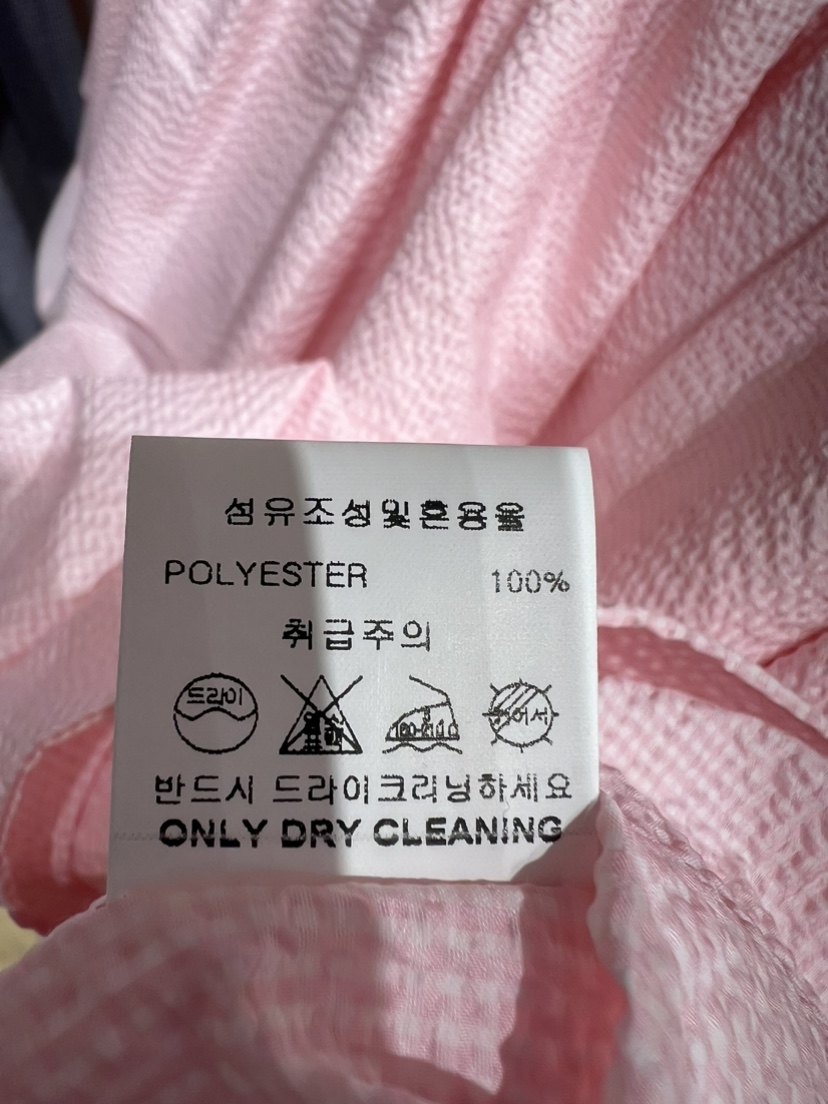 섬유조성및혼용율
POLYESTER 100%
취급주의
드라이
반드시 드라이크리닝하세요
ONLY DRY CLEANING